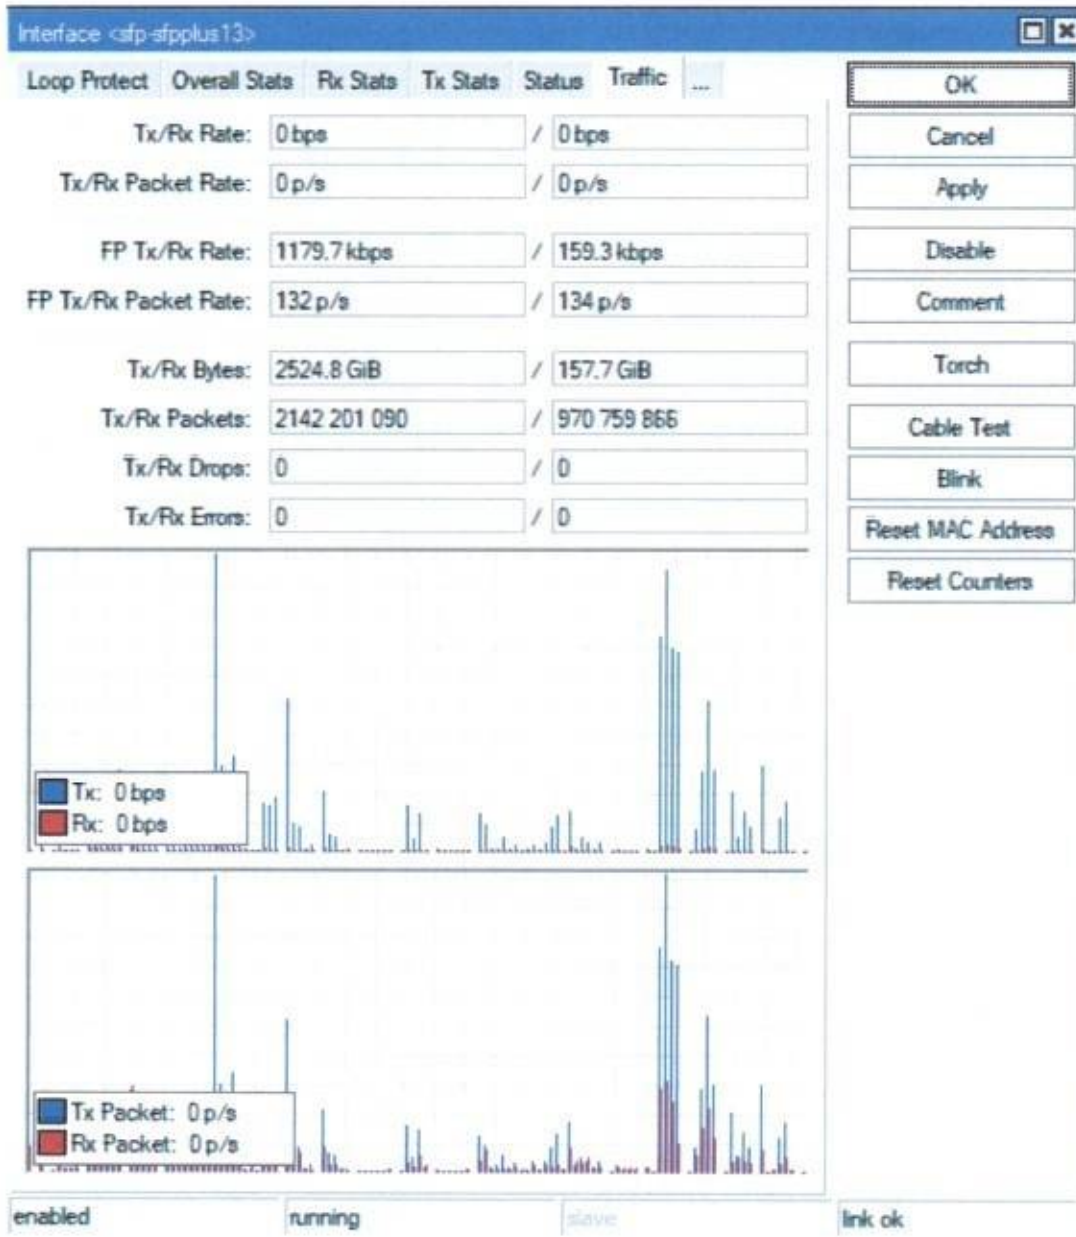 Interface <sfp-sfpplus13>
Loop Protect Overall Stats Rx Stats Tx Stats Status Traffic ...
Tx/Rx Rate: 0 bps / 0 bps
Tx/Rx Packet Rate: 0 p/s / 0 p/s
FP Tx/Rx Rate: 1179.7 kbps / 159.3 kbps
FP Tx/Rx Packet Rate: 132 p/s / 134 p/s
Tx/Rx Bytes: 2524.8 GiB / 157.7 GiB
Tx/Rx Packets: 2142 201 090 / 970 759 866
Tx/Rx Drops: 0 / 0
Tx/Rx Errors: 0 / 0
OK
Cancel
Apply
Disable
Comment
Torch
Cable Test
Blink
Reset MAC Address
Reset Counters
Tx: 0 bps
Rx: 0 bps
Tx Packet: 0 p/s
Rx Packet: 0 p/s
enabled running slave link ok